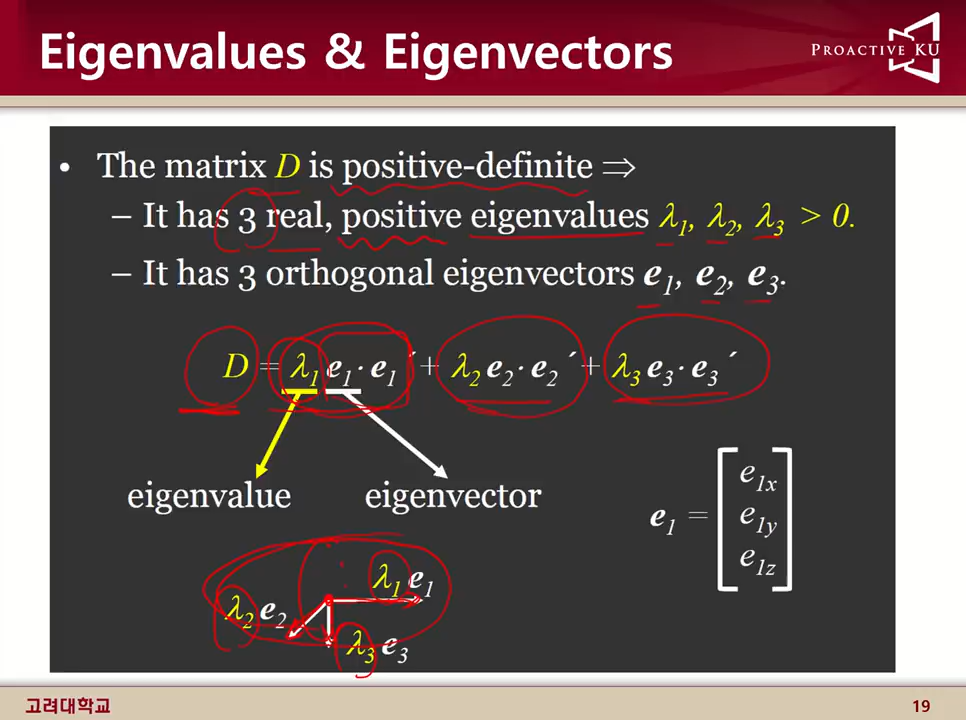 Eigenvalues & Eigenvectors
PROACTIVE KU
• The matrix D is positive-definite ⇒
– It has 3 real, positive eigenvalues λ1, λ2, λ3 > 0.
– It has 3 orthogonal eigenvectors e1, e2, e3.
D = λ1 e1· e1´ + λ2 e2· e2´ + λ3 e3· e3´
eigenvalue
eigenvector
e1 =
e1x
e1y
e1z
λ1 e1
λ2 e2
λ3 e3
고려대학교
19